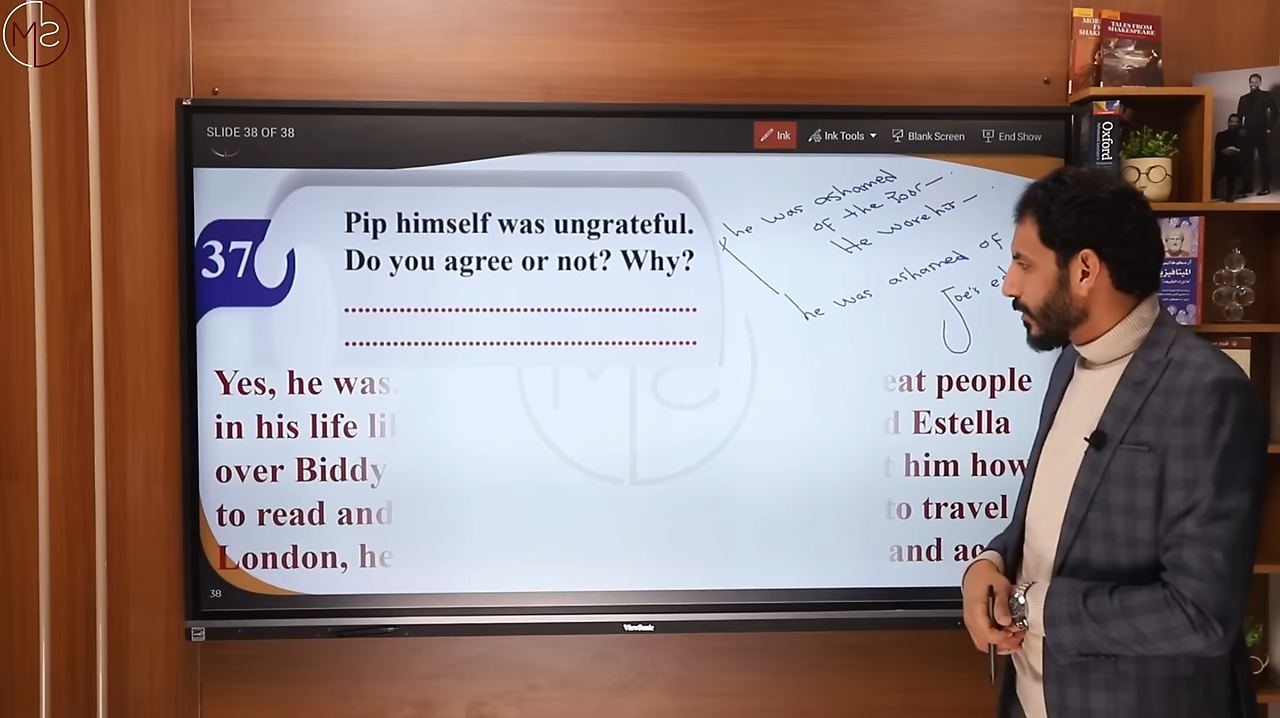 MS
SLIDE 38 OF 38
Ink
Ink Tools
Blank Screen
End Show
37
Pip himself was ungrateful.
Do you agree or not? Why?
he was ashamed
of the poor
He wore his
he was ashamed of
Joe's
Yes, he was eat people
in his life li d Estella
over Biddy t him how
to read and to travel
London, he and ac
38
ViewSonic
TALES FROM
SHAKESPEARE
Oxford